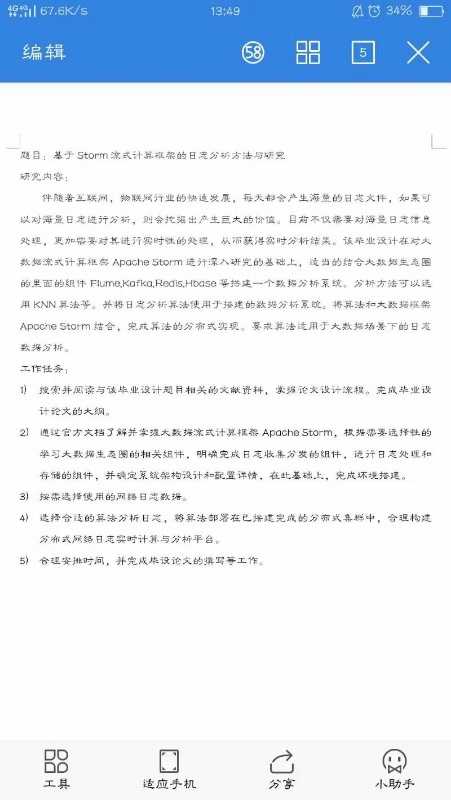 4G 4G 67.6K/s 13:49 34%
编辑 58 5
题目：基于 Storm 流式计算框架的日志分析方法与研究
研究内容：
伴随着互联网，物联网行业的快速发展，每天都会产生海量的日志文件，如果可
以对海量日志进行分析，则会挖掘出产生巨大的价值。目前不仅需要对海量日志信息
处理，更加需要对其进行实时性的处理，从而获得实时分析结果。该毕业设计在对大
数据流式计算框架 Apache Storm 进行深入研究的基础上，适当的结合大数据生态圈
的里面的组件 Flume,Kafka,Redis,Hbase 等搭建一个数据分析系统。分析方法可以选
用 KNN 算法等。并将日志分析算法使用于搭建的数据分析系统。将算法和大数据框架
Apache Storm 结合，完成算法的分布式实现。要求算法适用于大数据场景下的日志
数据分析。
工作任务：
1) 搜索并阅读与该毕业设计题目相关的文献资料，掌握论文设计流程。完成毕业设
计论文的大纲。
2) 通过官方文档了解并掌握大数据流式计算框架 Apache Storm，根据需要选择性的
学习大数据生态圈的相关组件，明确完成日志收集分发的组件，进行日志处理和
存储的组件，并确定系统架构设计和配置详情，在此基础上，完成环境搭建。
3) 按需选择使用的网络日志数据。
4) 选择合适的算法分析日志，将算法部署在已搭建完成的分布式集群中，合理构建
分布式网络日志实时计算与分析平台。
5) 合理安排时间，并完成毕设论文的撰写等工作。
工具 适应手机 分享 小助手